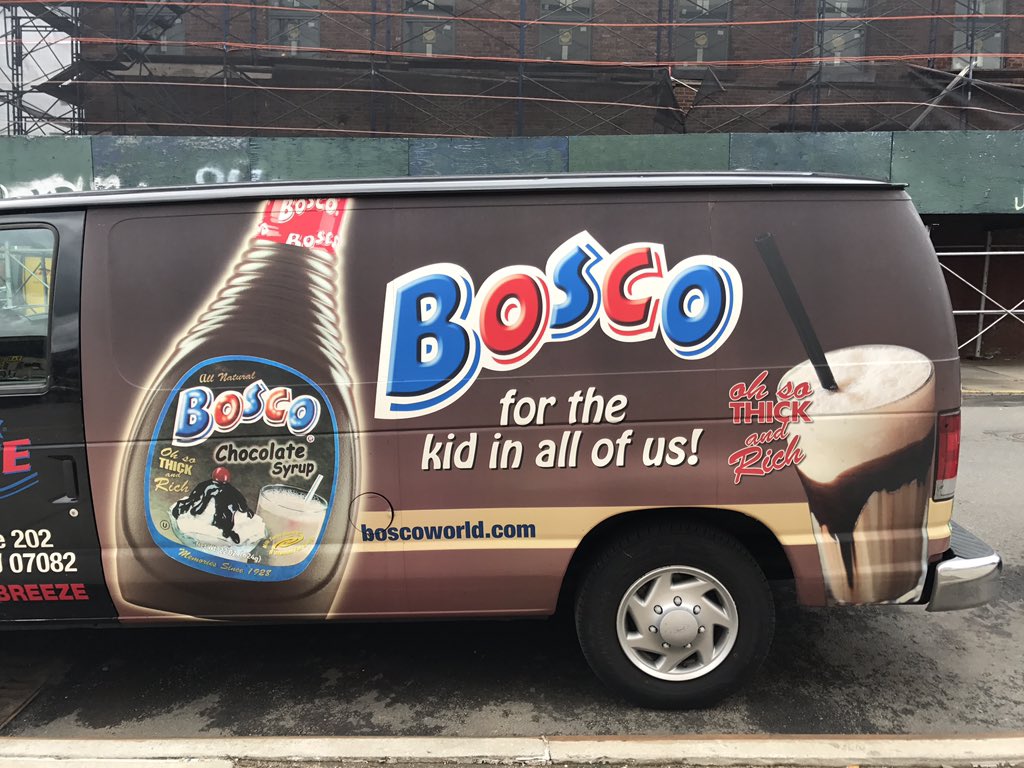 BOSCO
BOSCO
All Natural
BOSCO®
Chocolate
Syrup
Oh so
THICK
and
Rich
Memories Since 1928
BOSCO
for the
kid in all of us!
oh so
THICK
and
Rich
boscoworld.com
E
202
07082
BREEZE